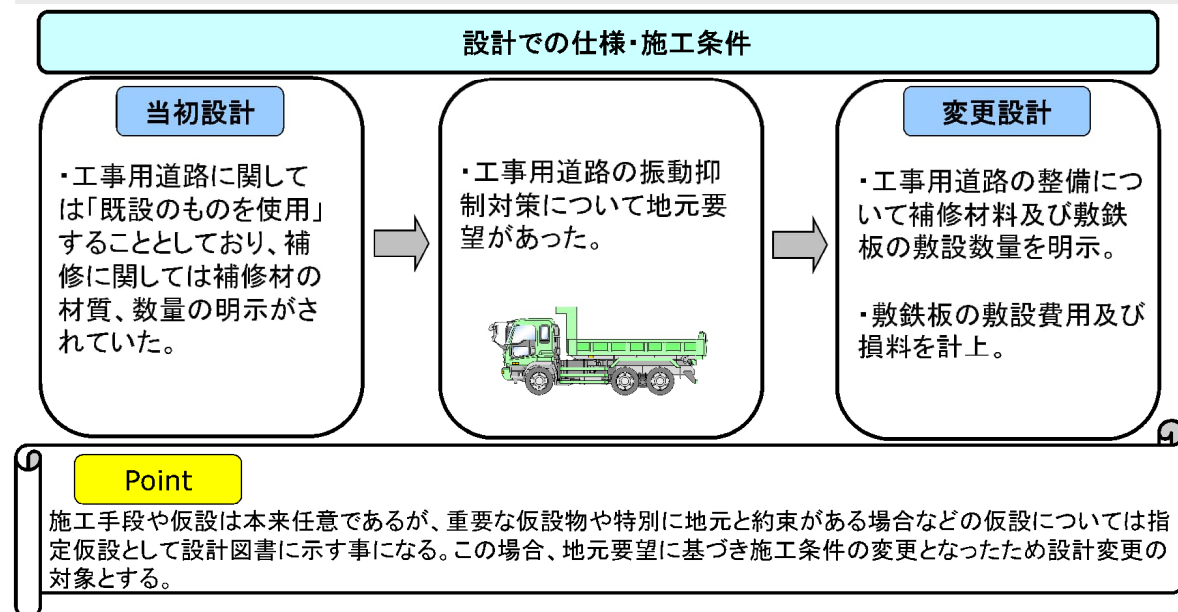 設計での仕様・施工条件
当初設計
・工事用道路に関して
は「既設のものを使用」
することとしており、補
修に関しては補修材の
材質、数量の明示がさ
れていた。
・工事用道路の振動抑
制対策について地元要
望があった。
変更設計
・工事用道路の整備につ
いて補修材料及び敷鉄
板の敷設数量を明示。
・敷鉄板の敷設費用及び
損料を計上。
Point
施工手段や仮設は本来任意であるが、重要な仮設物や特別に地元と約束がある場合などの仮設については指
定仮設として設計図書に示す事になる。この場合、地元要望に基づき施工条件の変更となったため設計変更の
対象とする。